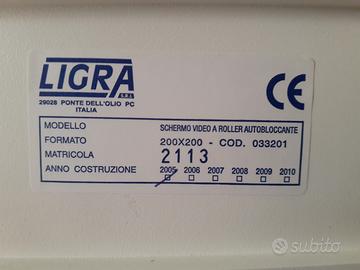 LIGRA
S.R.L.
29028 PONTE DELL'OLIO PC
ITALIA
CE
MODELLO SCHERMO VIDEO A ROLLER AUTOBLOCCANTE
FORMATO 200X200 - COD. 033201
MATRICOLA 2113
ANNO COSTRUZIONE 2005 2006 2007 2008 2009 2010
subito